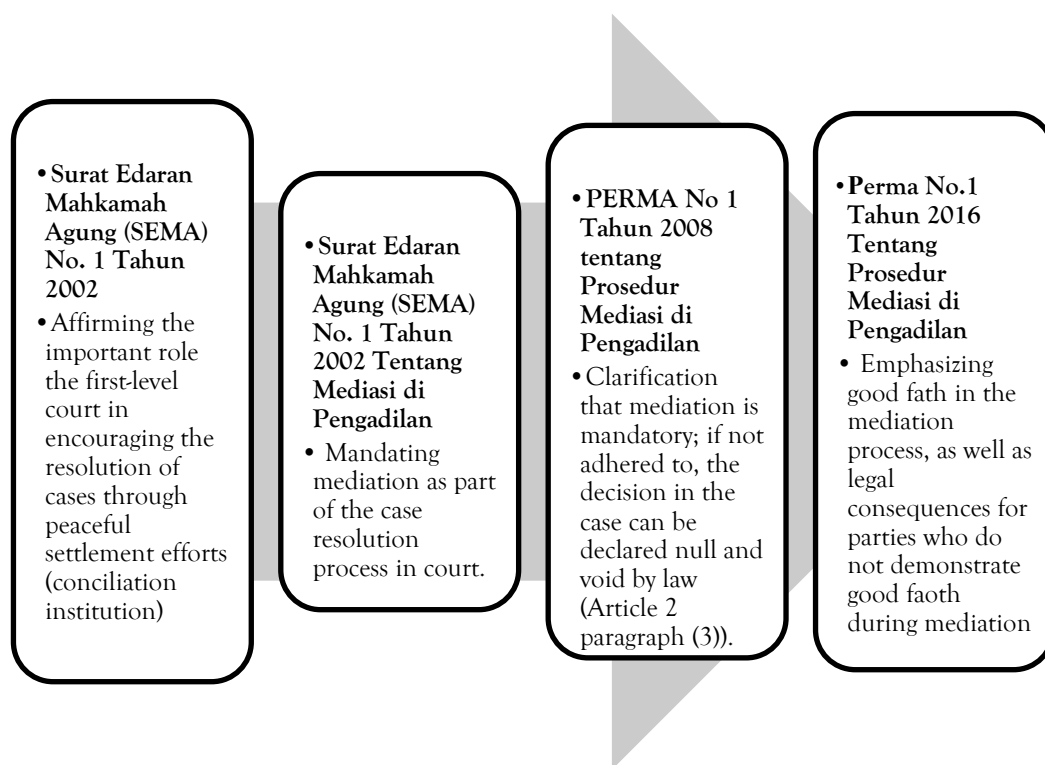 •Surat Edaran
Mahkamah
Agung (SEMA)
No. 1 Tahun
2002
•Affirming the
important role
the first-level
court in
encouraging the
resolution of
cases through
peaceful
settlement efforts
(conciliation
institution)
•Surat Edaran
Mahkamah
Agung (SEMA)
No. 1 Tahun
2002 Tentang
Mediasi di
Pengadilan
• Mandating
mediation as part
of the case
resolution
process in court.
•PERMA No 1
Tahun 2008
tentang
Prosedur
Mediasi di
Pengadilan
•Clarification
that mediation is
mandatory; if not
adhered to, the
decision in the
case can be
declared null and
void by law
(Article 2
paragraph (3)).
•Perma No.1
Tahun 2016
Tentang
Prosedur
Mediasi di
Pengadilan
• Emphasizing
good fath in the
mediation
process, as well as
legal
consequences for
parties who do
not demonstrate
good faoth
during mediation